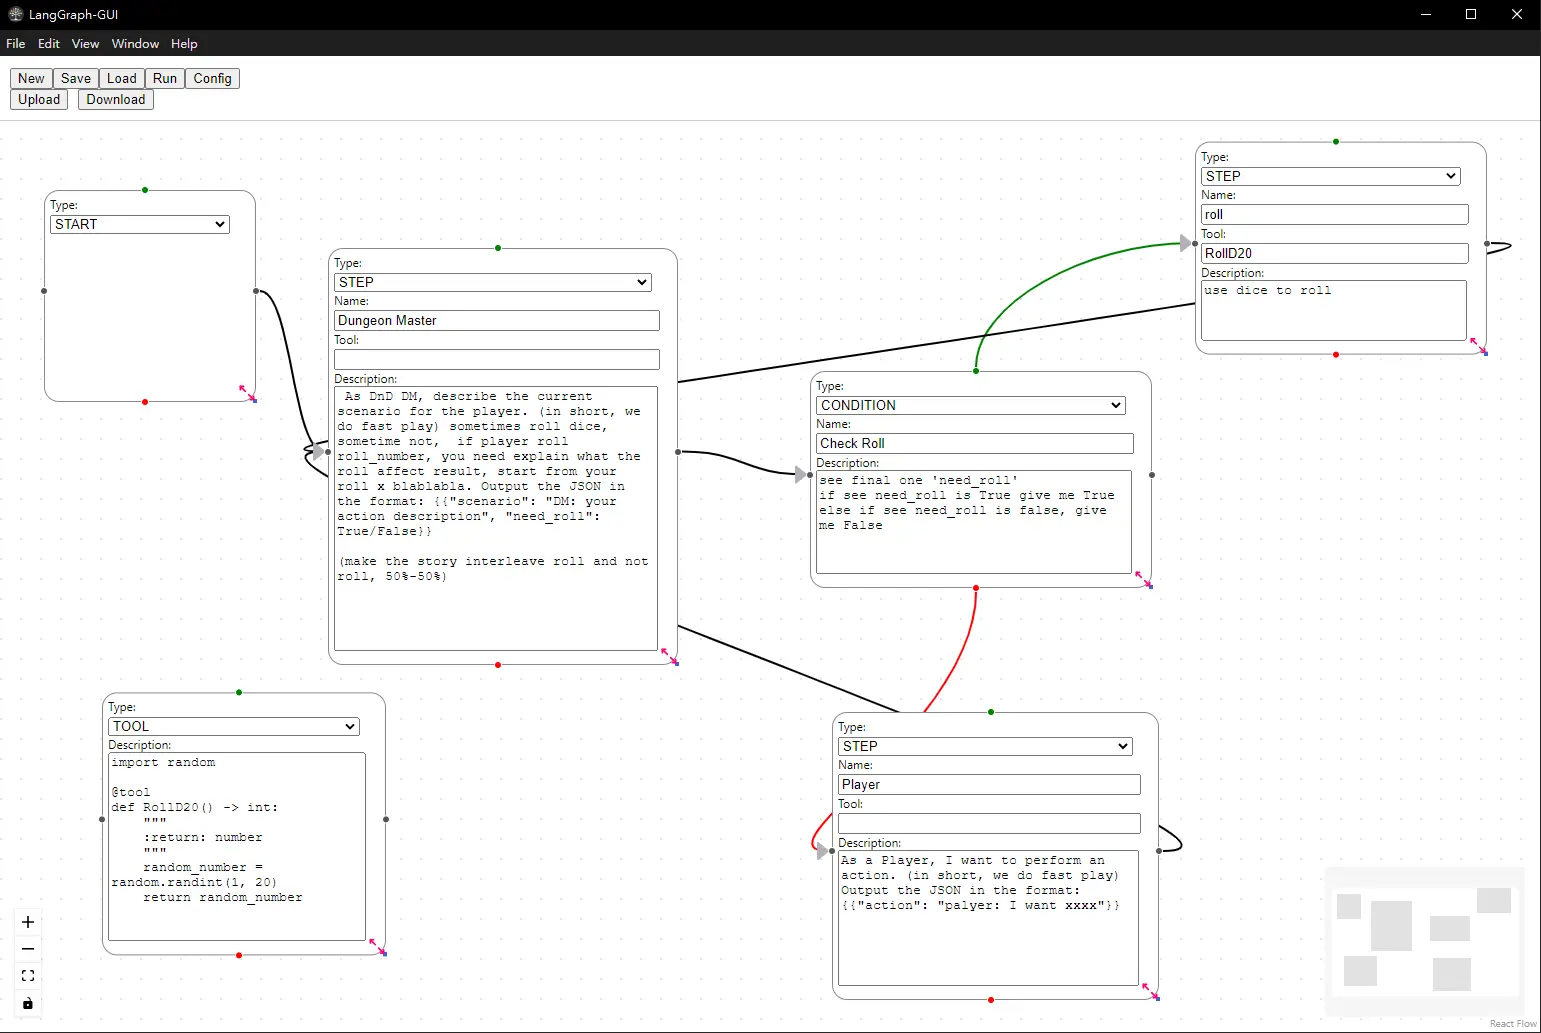 LangGraph-GUI
File Edit View Window Help
New Save Load Run Config
Upload Download
Type:
START
Type:
STEP
Name:
Dungeon Master
Tool:
Description:
As DnD DM, describe the current
scenario for the player. (in short, we
do fast play) sometimes roll dice,
sometime not,  if player roll
roll_number, you need explain what the
roll affect result, start from your
roll x blablabla. Output the JSON in
the format: {{"scenario": "DM: your
action description", "need_roll":
True/False}}
(make the story interleave roll and not
roll, 50%-50%)
Type:
CONDITION
Name:
Check Roll
Description:
see final one 'need_roll'
if see need_roll is True give me True
else if see need_roll is false, give
me False
Type:
STEP
Name:
roll
Tool:
RollD20
Description:
use dice to roll
Type:
TOOL
Description:
import random
@tool
def RollD20() -> int:
"""
:return: number
"""
random_number =
random.randint(1, 20)
return random_number
Type:
STEP
Name:
Player
Tool:
Description:
As a Player, I want to perform an
action. (in short, we do fast play)
Output the JSON in the format:
{{"action": "palyer: I want xxxx"}}
React Flow